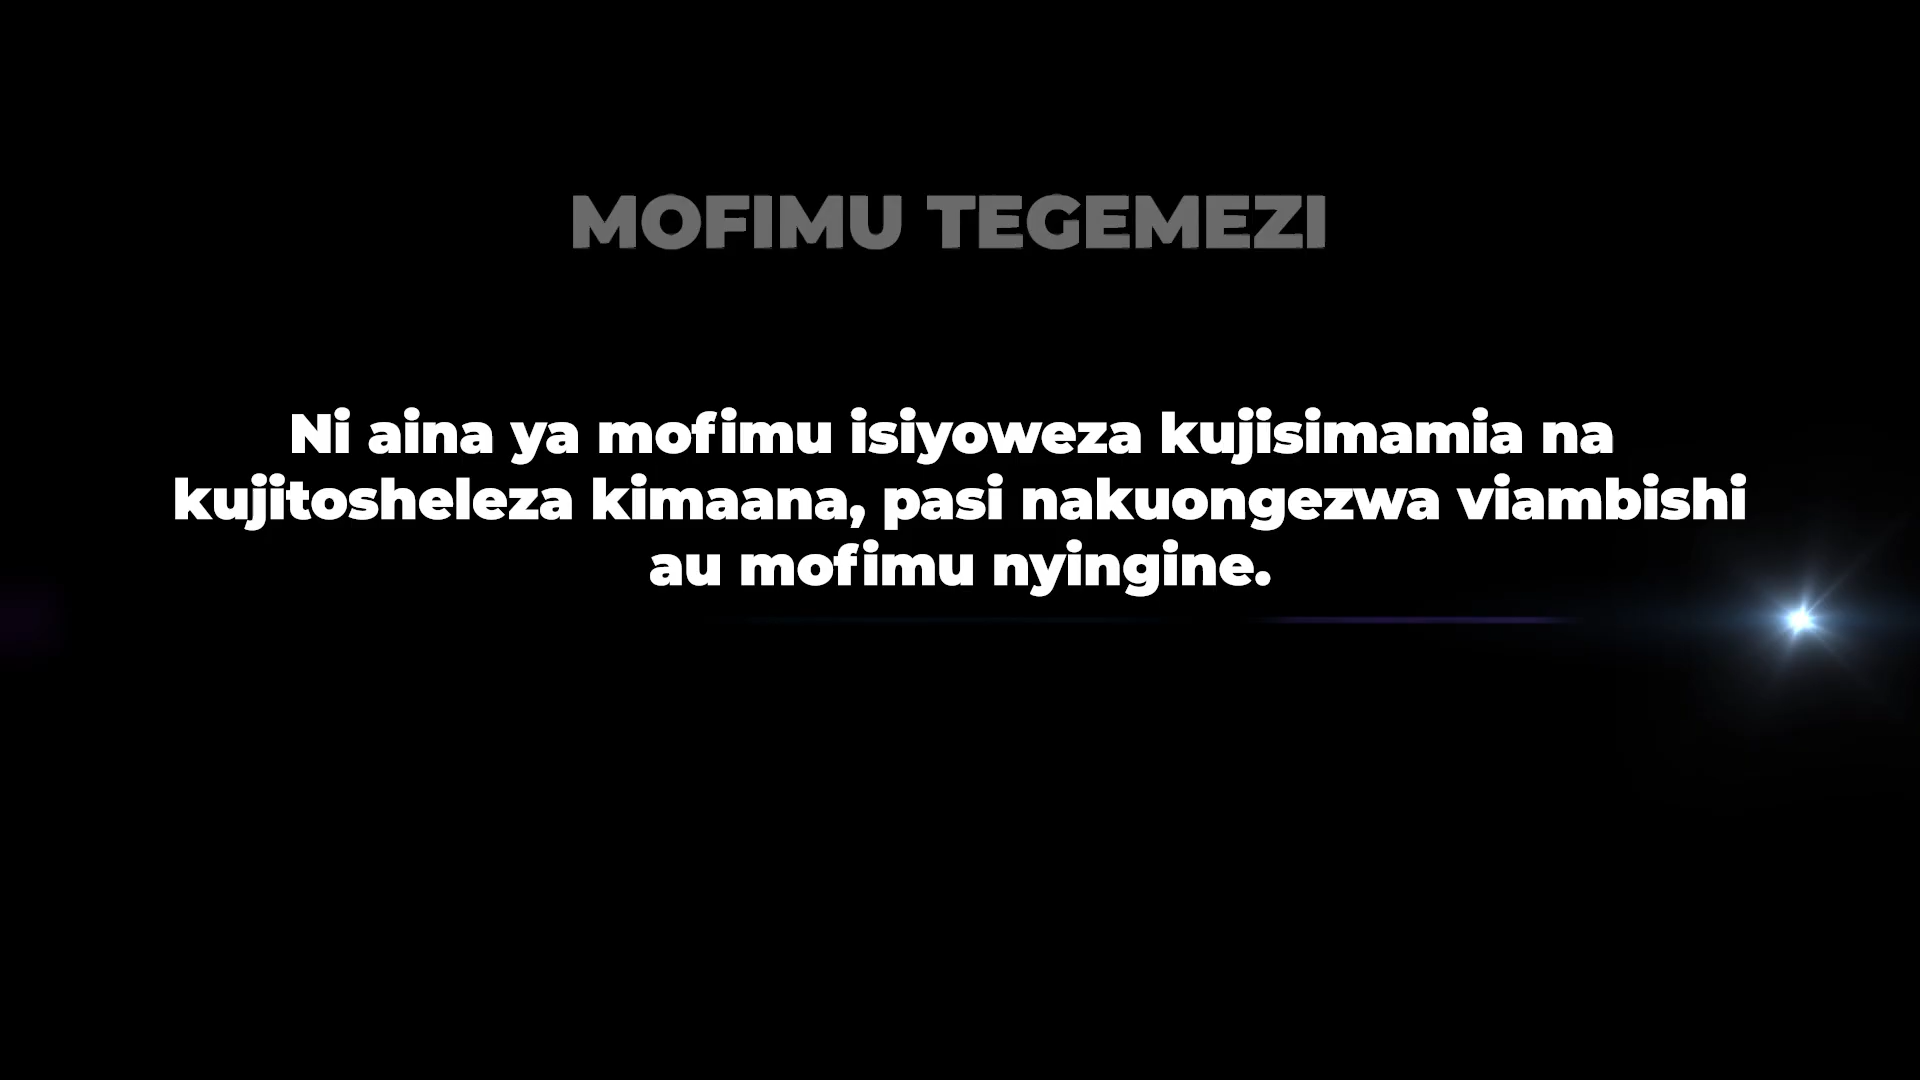 MOFIMU TEGEMEZI
Ni aina ya mofimu isiyoweza kujisimamia na
kujitosheleza kimaana, pasi nakuongezwa viambishi
au mofimu nyingine.